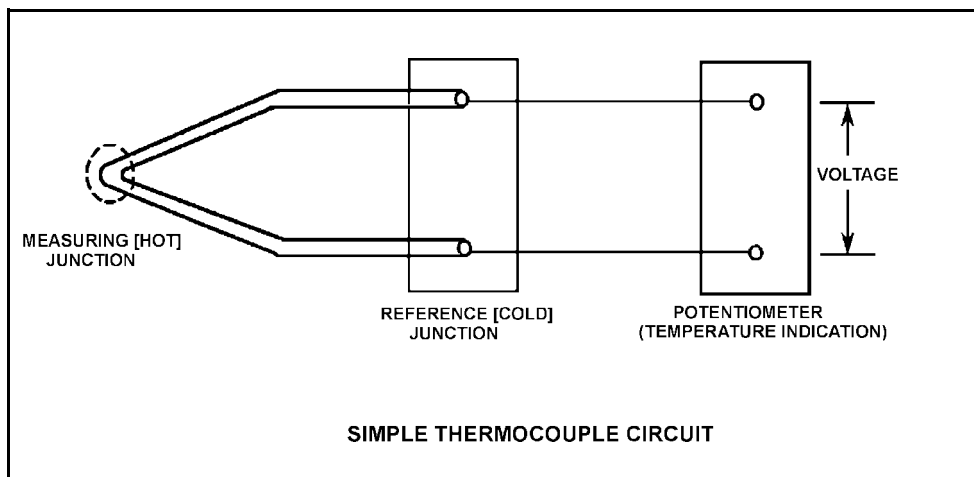 VOLTAGE
MEASURING [HOT]
JUNCTION
REFERENCE [COLD]
JUNCTION
POTENTIOMETER
(TEMPERATURE INDICATION)
SIMPLE THERMOCOUPLE CIRCUIT